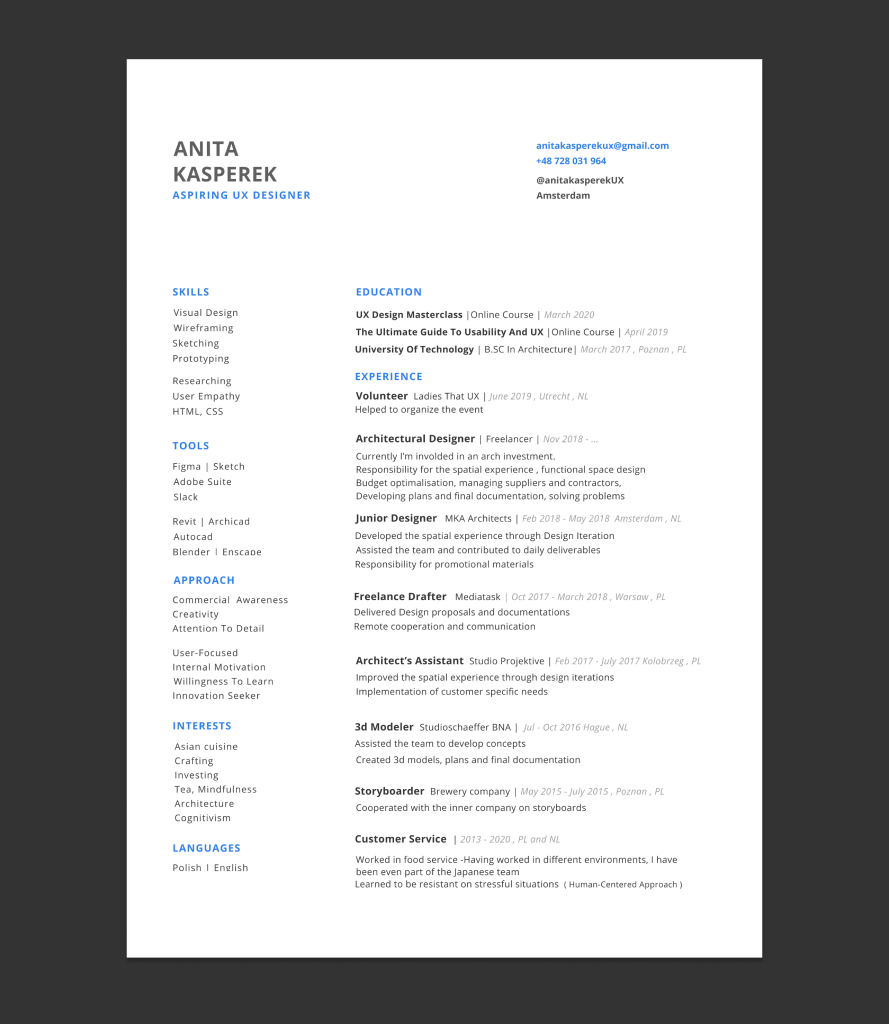 ANITA
KASPEREK
ASPIRING UX DESIGNER
anitakasperekux@gmail.com
+48 728 031 964
@anitakasperekUX
Amsterdam
SKILLS
Visual Design
Wireframing
Sketching
Prototyping
Researching
User Empathy
HTML, CSS
TOOLS
Figma | Sketch
Adobe Suite
Slack
Revit | Archicad
Autocad
Blender | Enscape
APPROACH
Commercial Awareness
Creativity
Attention To Detail
User-Focused
Internal Motivation
Willingness To Learn
Innovation Seeker
INTERESTS
Asian cuisine
Crafting
Investing
Tea, Mindfulness
Architecture
Cognitivism
LANGUAGES
Polish | English
EDUCATION
UX Design Masterclass |Online Course | March 2020
The Ultimate Guide To Usability And UX |Online Course | April 2019
University Of Technology | B.SC In Architecture| March 2017 , Poznan , PL
EXPERIENCE
Volunteer Ladies That UX | June 2019 , Utrecht , NL
Helped to organize the event
Architectural Designer | Freelancer | Nov 2018 - ...
Currently I'm involded in an arch investment.
Responsibility for the spatial experience , functional space design
Budget optimalisation, managing suppliers and contractors,
Developing plans and final documentation, solving problems
Junior Designer MKA Architects | Feb 2018 - May 2018 Amsterdam , NL
Developed the spatial experience through Design Iteration
Assisted the team and contributed to daily deliverables
Responsibility for promotional materials
Freelance Drafter Mediatask | Oct 2017 - March 2018 , Warsaw , PL
Delivered Design proposals and documentations
Remote cooperation and communication
Architect's Assistant Studio Projektive | Feb 2017 - July 2017 Kolobrzeg , PL
Improved the spatial experience through design iterations
Implementation of customer specific needs
3d Modeler Studioschaeffer BNA | Jul - Oct 2016 Hague , NL
Assisted the team to develop concepts
Created 3d models, plans and final documentation
Storyboarder Brewery company | May 2015 - July 2015 , Poznan , PL
Cooperated with the inner company on storyboards
Customer Service | 2013 - 2020 , PL and NL
Worked in food service -Having worked in different environments, I have
been even part of the Japanese team
Learned to be resistant on stressful situations ( Human-Centered Approach )